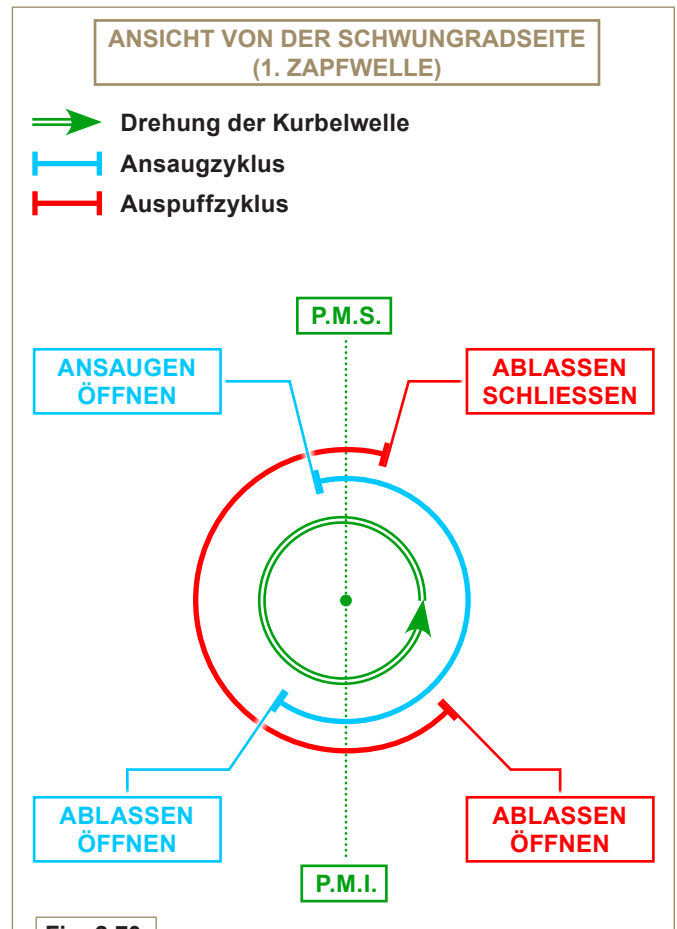 ANSICHT VON DER SCHWUNGRADSEITE
(1. ZAPFWELLE)
Drehung der Kurbelwelle
Ansaugzyklus
Auspuffzyklus
P.M.S.
ANSAUGEN
ÖFFNEN
ABLASSEN
SCHLIESSEN
ABLASSEN
ÖFFNEN
ABLASSEN
ÖFFNEN
P.M.I.